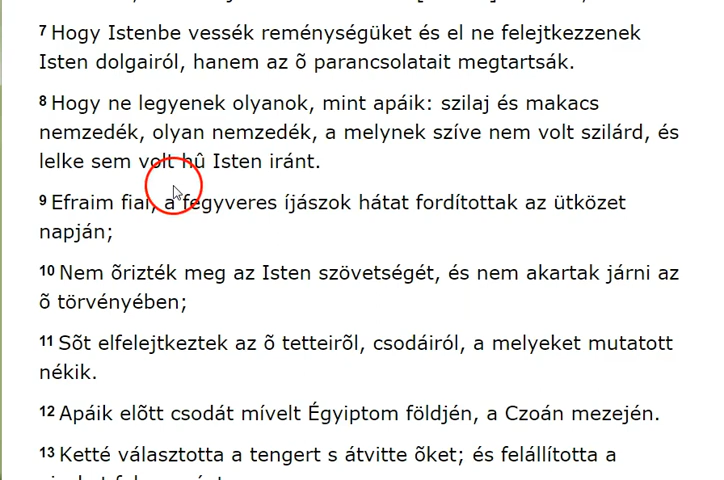 7 Hogy Istenbe vessék reménységüket és el ne felejtkezzenek
Isten dolgairól, hanem az õ parancsolatait megtartsák.
8 Hogy ne legyenek olyanok, mint apáik: szilaj és makacs
nemzedék, olyan nemzedék, a melynek szíve nem volt szilárd, és
lelke sem volt hû Isten iránt.
9 Efraim fiai, a fegyveres íjászok hátat fordítottak az ütközet
napján;
10 Nem õrizték meg az Isten szövetségét, és nem akartak járni az
õ törvényében;
11 Sõt elfelejtkeztek az õ tetteirõl, csodáiról, a melyeket mutatott
nékik.
12 Apáik elõtt csodát mívelt Égyiptom földjén, a Czoán mezején.
13 Ketté választotta a tengert s átvitte õket; és felállította a